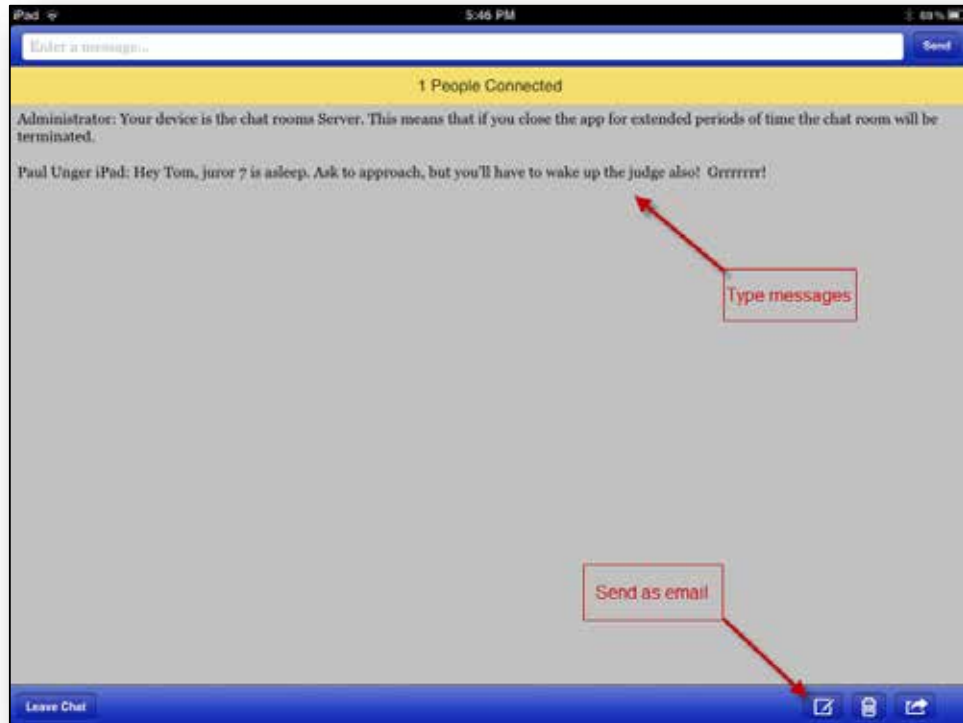 iPad 5:46 PM 69%
Enter a message... Send
1 People Connected
Administrator: Your device is the chat rooms Server. This means that if you close the app for extended periods of time the chat room will be
terminated.
Paul Unger iPad: Hey Tom, juror 7 is asleep. Ask to approach, but you'll have to wake up the judge also! Grrrrrrr!
Type messages
Send as email
Leave Chat